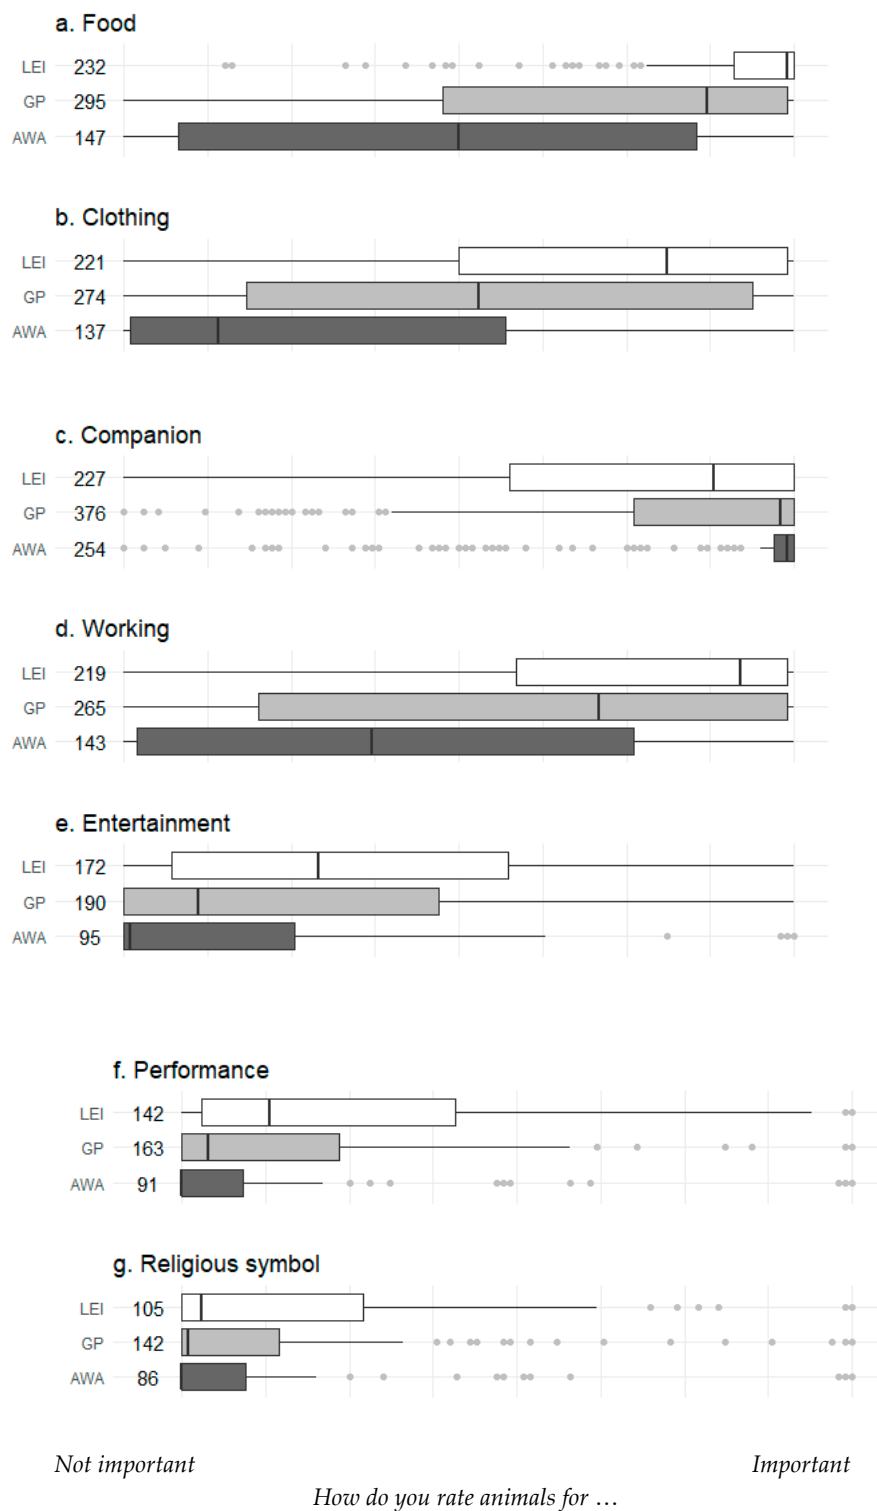 a. Food
LEI 232
GP 295
AWA 147
b. Clothing
LEI 221
GP 274
AWA 137
c. Companion
LEI 227
GP 376
AWA 254
d. Working
LEI 219
GP 265
AWA 143
e. Entertainment
LEI 172
GP 190
AWA 95
f. Performance
LEI 142
GP 163
AWA 91
g. Religious symbol
LEI 105
GP 142
AWA 86
Not important Important
How do you rate animals for …